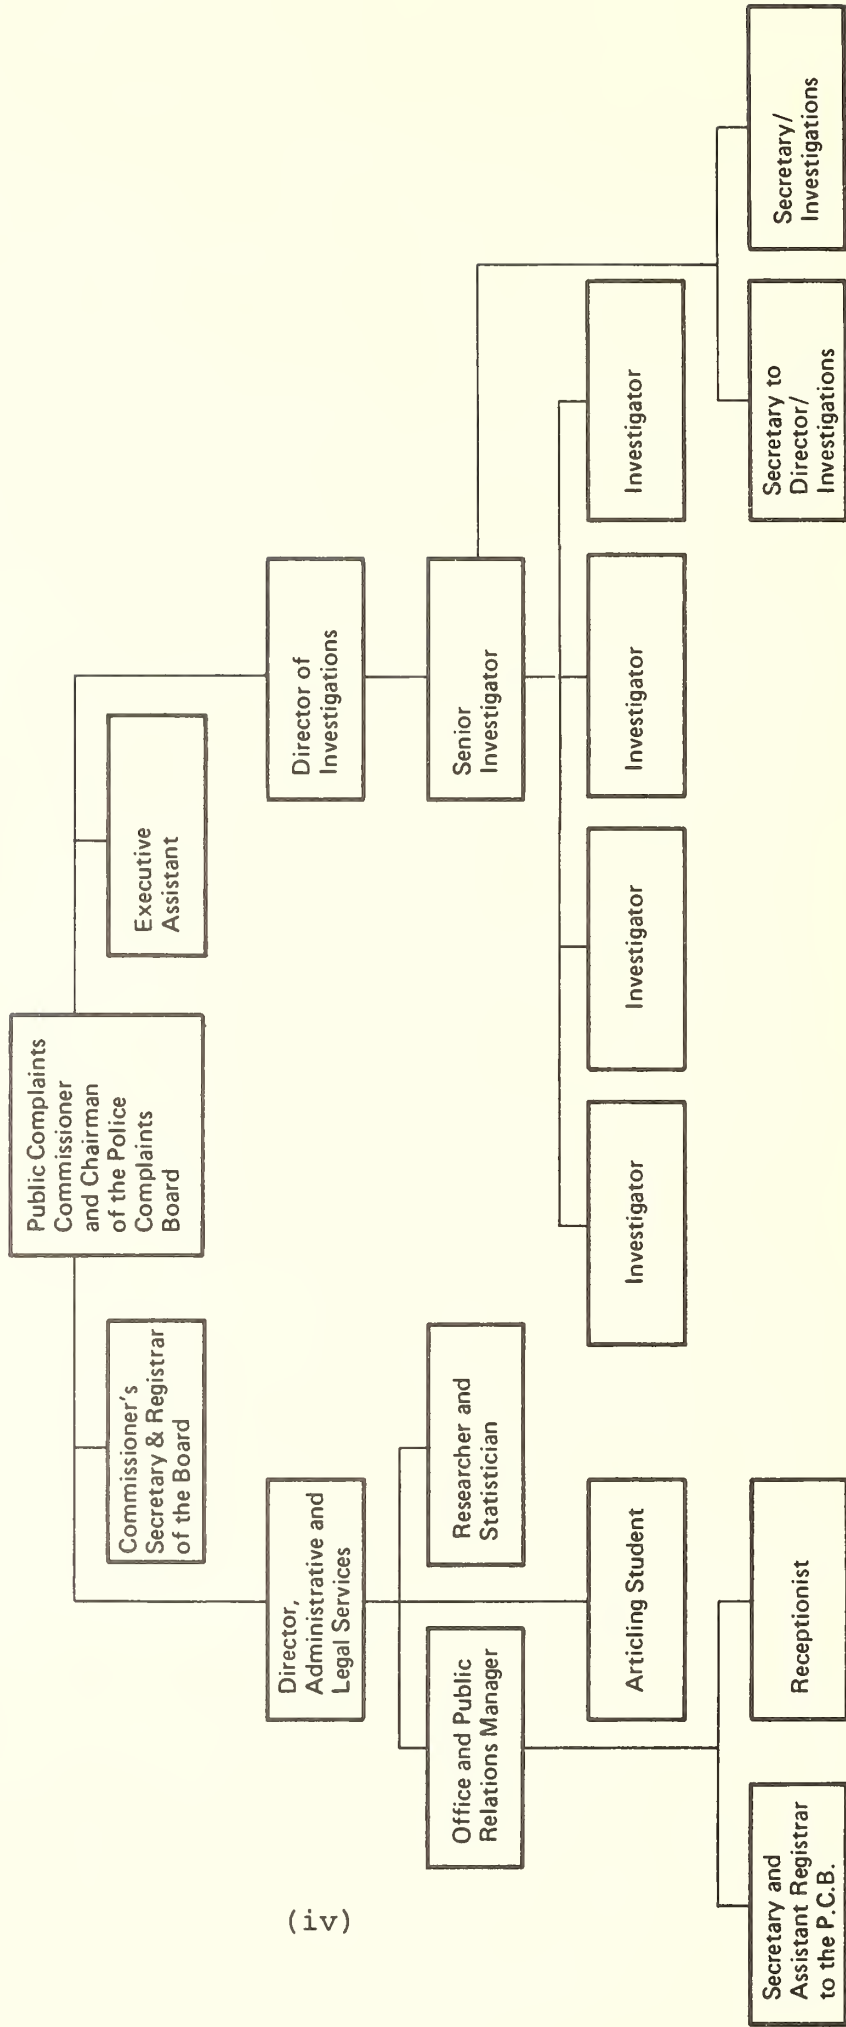 Public Complaints
Commissioner
and Chairman
of the Police
Complaints
Board
Commissioner's
Secretary & Registrar
of the Board
Executive
Assistant
Director,
Administrative and
Legal Services
Director of
Investigations
Office and Public
Relations Manager
Researcher and
Statistician
Senior
Investigator
Articling Student
Investigator
Investigator
Investigator
Investigator
Secretary and
Assistant Registrar
to the P.C.B.
Receptionist
Secretary to
Director/
Investigations
Secretary/
Investigations
(iv)